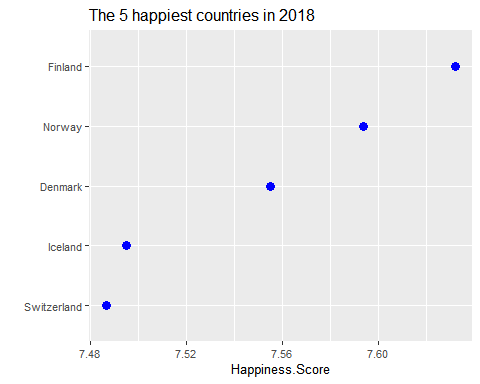 The 5 happiest countries in 2018
Finland
Norway
Denmark
Iceland
Switzerland
7.48 7.52 7.56 7.60
Happiness.Score